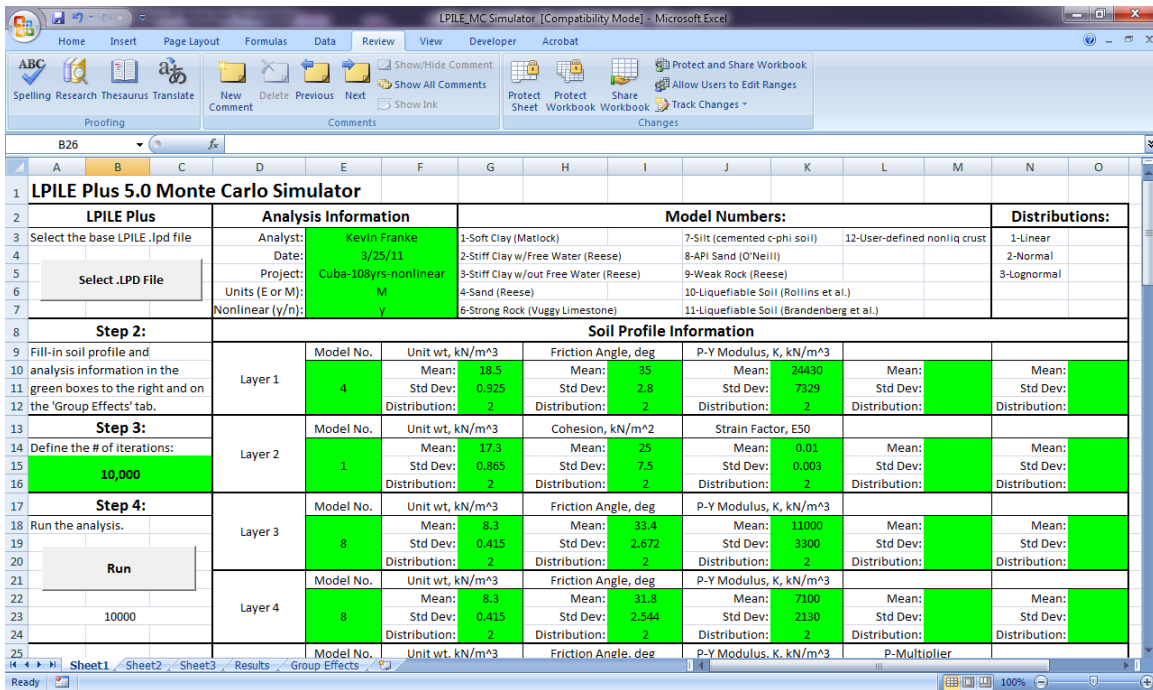 LPILE_MC Simulator [Compatibility Mode] - Microsoft Excel
Home Insert Page Layout Formulas Data Review View Developer Acrobat
ABC
Spelling Research Thesaurus Translate
New Comment Delete Previous Next
Show/Hide Comment
Show All Comments
Show Ink
Protect Sheet Protect Workbook Share Workbook
Protect and Share Workbook
Allow Users to Edit Ranges
Track Changes
Proofing Comments Changes
B26 fx
A B C D E F G H I J K L M N O
1 LPILE Plus 5.0 Monte Carlo Simulator
2 LPILE Plus Analysis Information Model Numbers: Distributions:
3 Select the base LPILE .lpd file Analyst: Kevin Franke 1-Soft Clay (Matlock) 7-Silt (cemented c-phi soil) 12-User-defined nonliq crust 1-Linear
4 Date: 3/25/11 2-Stiff Clay w/Free Water (Reese) 8-API Sand (O'Neill) 2-Normal
5 Select .LPD File Project: Cuba-108yrs-nonlinear 3-Stiff Clay w/out Free Water (Reese) 9-Weak Rock (Reese) 3-Lognormal
6 Units (E or M): M 4-Sand (Reese) 10-Liquefiable Soil (Rollins et al.)
7 Nonlinear (y/n): y 6-Strong Rock (Vuggy Limestone) 11-Liquefiable Soil (Brandenberg et al.)
8 Step 2: Soil Profile Information
9 Fill-in soil profile and Model No. Unit wt, kN/m^3 Friction Angle, deg P-Y Modulus, K, kN/m^3
10 analysis information in the Layer 1 4 Mean: 18.5 Mean: 35 Mean: 24430 Mean: Mean:
11 green boxes to the right and on Std Dev: 0.925 Std Dev: 2.8 Std Dev: 7329 Std Dev: Std Dev:
12 the 'Group Effects' tab. Distribution: 2 Distribution: 2 Distribution: 2 Distribution: Distribution:
13 Step 3: Model No. Unit wt, kN/m^3 Cohesion, kN/m^2 Strain Factor, E50
14 Define the # of iterations: Layer 2 Mean: 17.3 Mean: 25 Mean: 0.01 Mean: Mean:
15 10,000 1 Std Dev: 0.865 Std Dev: 7.5 Std Dev: 0.003 Std Dev: Std Dev:
16 Distribution: 2 Distribution: 2 Distribution: 2 Distribution: Distribution:
17 Step 4: Model No. Unit wt, kN/m^3 Friction Angle, deg P-Y Modulus, K, kN/m^3
18 Run the analysis. Layer 3 Mean: 8.3 Mean: 33.4 Mean: 11000 Mean: Mean:
19 8 Std Dev: 0.415 Std Dev: 2.672 Std Dev: 3300 Std Dev: Std Dev:
20 Run Distribution: 2 Distribution: 2 Distribution: 2 Distribution: Distribution:
21 Model No. Unit wt, kN/m^3 Friction Angle, deg P-Y Modulus, K, kN/m^3
22 Layer 4 Mean: 8.3 Mean: 31.8 Mean: 7100 Mean: Mean:
23 10000 8 Std Dev: 0.415 Std Dev: 2.544 Std Dev: 2130 Std Dev: Std Dev:
24 Distribution: 2 Distribution: 2 Distribution: 2 Distribution: Distribution:
25 Model No. Unit wt, kN/m^3 Friction Angle, deg P-Y Modulus, K, kN/m^3 P-Multiplier
Sheet1 Sheet2 Sheet3 Results Group Effects
Ready 100%